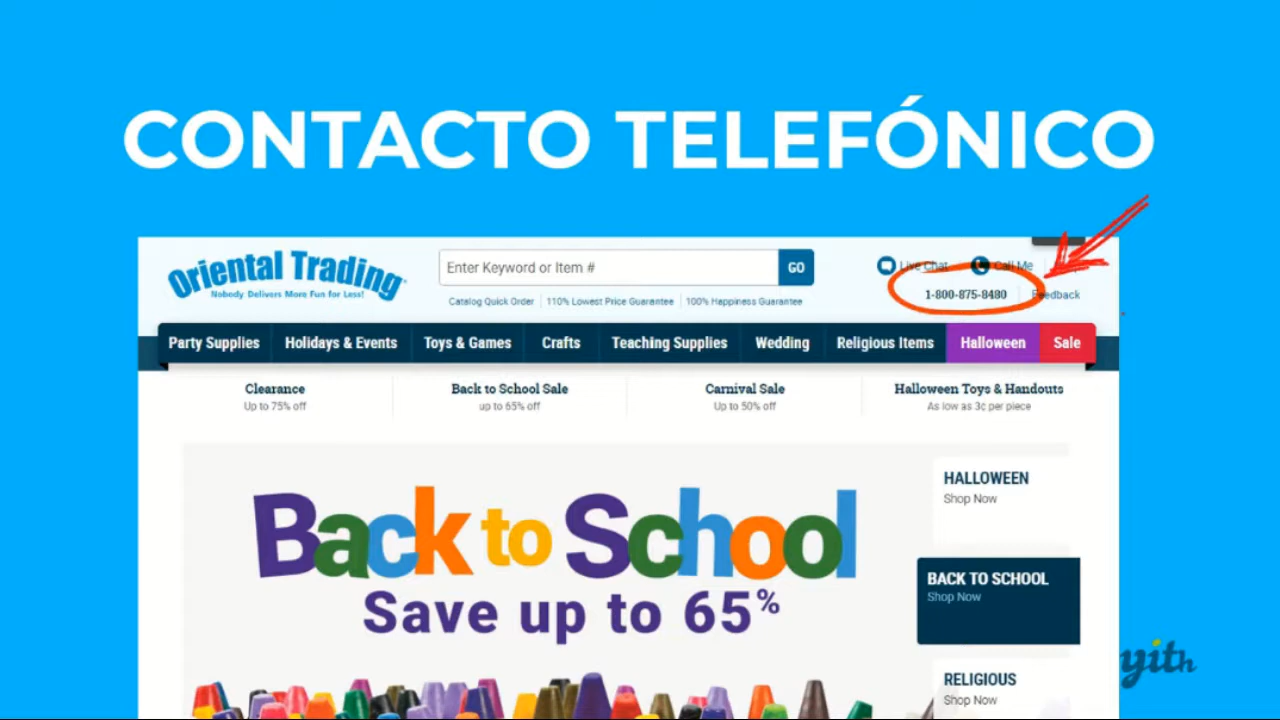 CONTACTO TELEFÓNICO
Oriental Trading
Nobody Delivers More Fun for Less!
Enter Keyword or Item #
GO
Live Chat
Call Me
Catalog Quick Order
110% Lowest Price Guarantee
100% Happiness Guarantee
1-800-875-8480
Feedback
Party Supplies
Holidays & Events
Toys & Games
Crafts
Teaching Supplies
Wedding
Religious Items
Halloween
Sale
Clearance
Up to 75% off
Back to School Sale
up to 65% off
Carnival Sale
Up to 50% off
Halloween Toys & Handouts
As low as 3¢ per piece
Back to School
Save up to 65%
HALLOWEEN
Shop Now
BACK TO SCHOOL
Shop Now
RELIGIOUS
Shop Now
yith